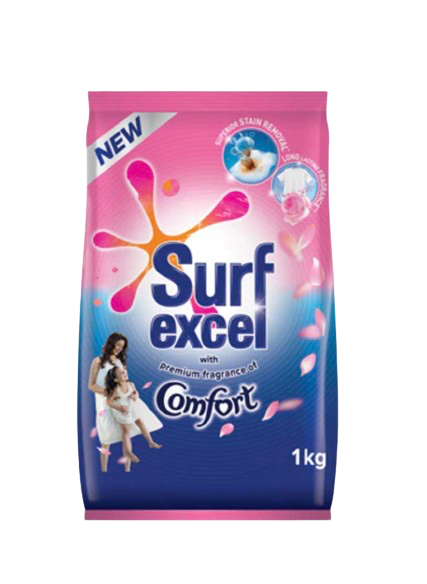 NEW
SUPERIOR STAIN REMOVAL*
LONG LASTING FRAGRANCE*
Surf
excel
with
premium fragrance of
Comfort
1kg